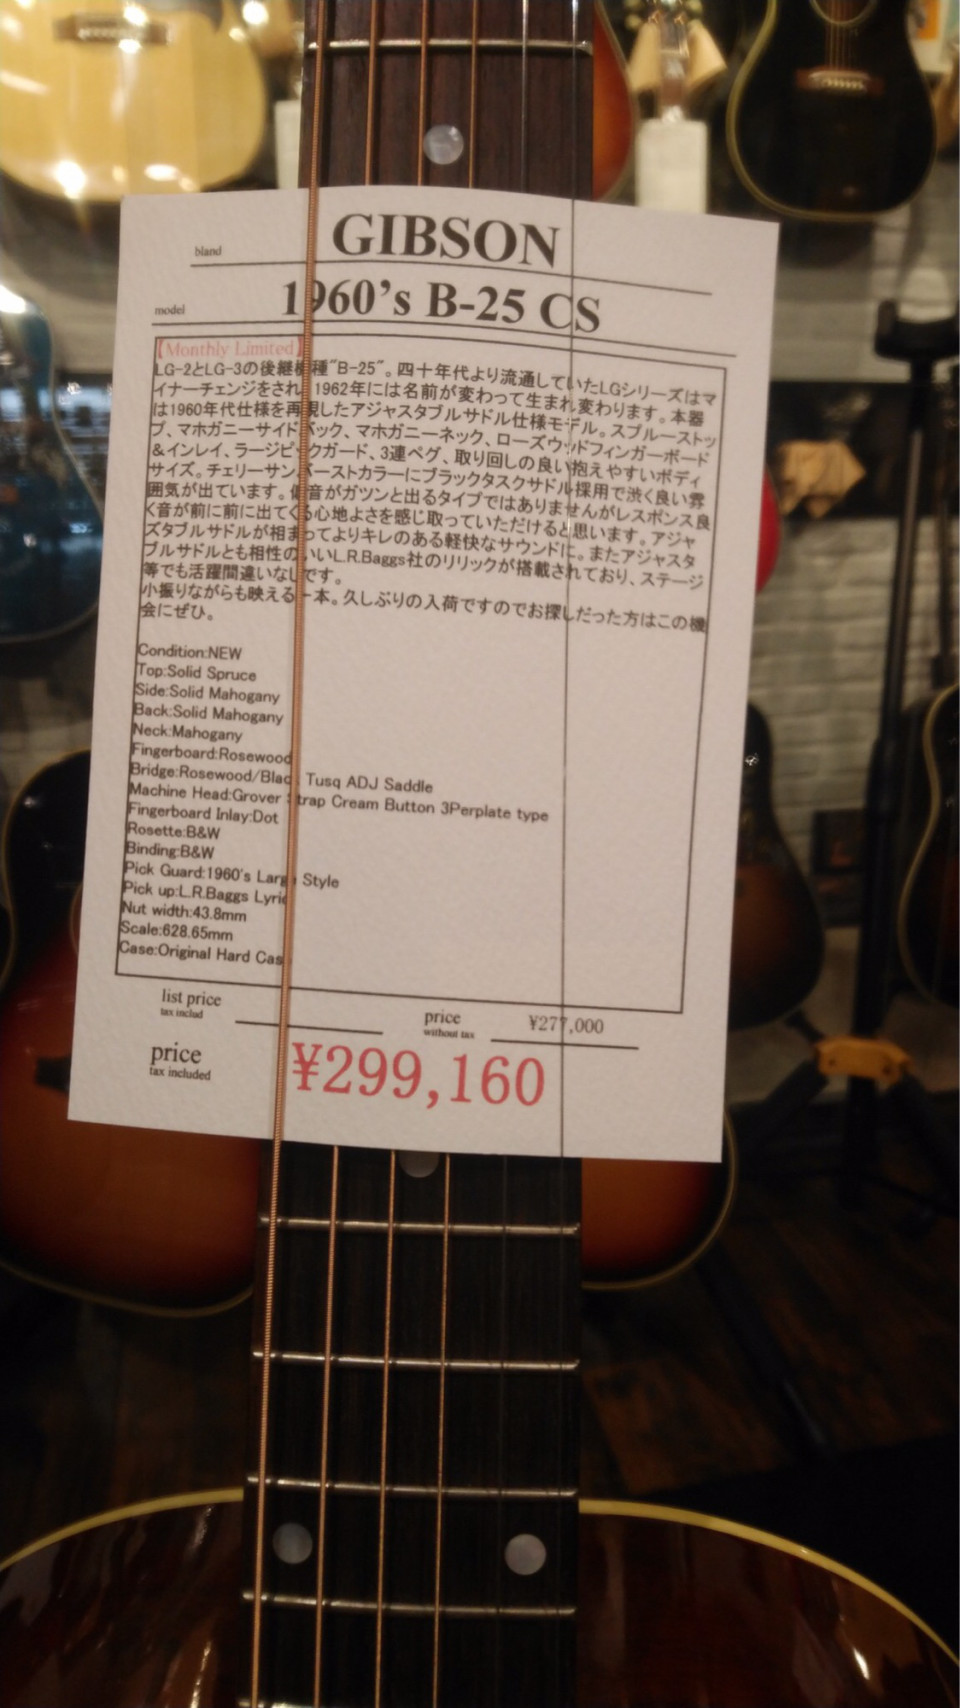 bland GIBSON
model 1960's B-25 CS
【Monthly Limited】
LG-2とLG-3の後継機種"B-25"。四十年代より流通していたLGシリーズはマ
イナーチェンジをされ、1962年には名前が変わって生まれ変わります。本器
は1960年代仕様を再現したアジャスタブルサドル仕様モデル。スプルーストッ
プ、マホガニーサイドバック、マホガニーネック、ローズウッドフィンガーボード
&インレイ、ラージピックガード、3連ペグ、取り回しの良い抱えやすいボディ
サイズ。チェリーサンバーストカラーにブラックタスクサドル採用で渋く良い雰
囲気が出ています。低音がガツンと出るタイプではありませんがレスポンス良
く音が前に前に出てくる心地よさを感じ取っていただけると思います。アジャ
スタブルサドルが相まってよりキレのある軽快なサウンドに。またアジャスタ
ブルサドルとも相性のいいL.R.Baggs社のリリックが搭載されており、ステージ
等でも活躍間違いなしです。
小振りながらも映える一本。久しぶりの入荷ですのでお探しだった方はこの機
会にぜひ。
Condition:NEW
Top:Solid Spruce
Side:Solid Mahogany
Back:Solid Mahogany
Neck:Mahogany
Fingerboard:Rosewood
Bridge:Rosewood/Black Tusq ADJ Saddle
Machine Head:Grover Strap Cream Button 3Perplate type
Fingerboard Inlay:Dot
Rosette:B&W
Binding:B&W
Pick Guard:1960's Large Style
Pick up:L.R.Baggs Lyric
Nut width:43.8mm
Scale:628.65mm
Case:Original Hard Case
list price
tax includ
price ¥277,000
without tax
price ¥299,160
tax included